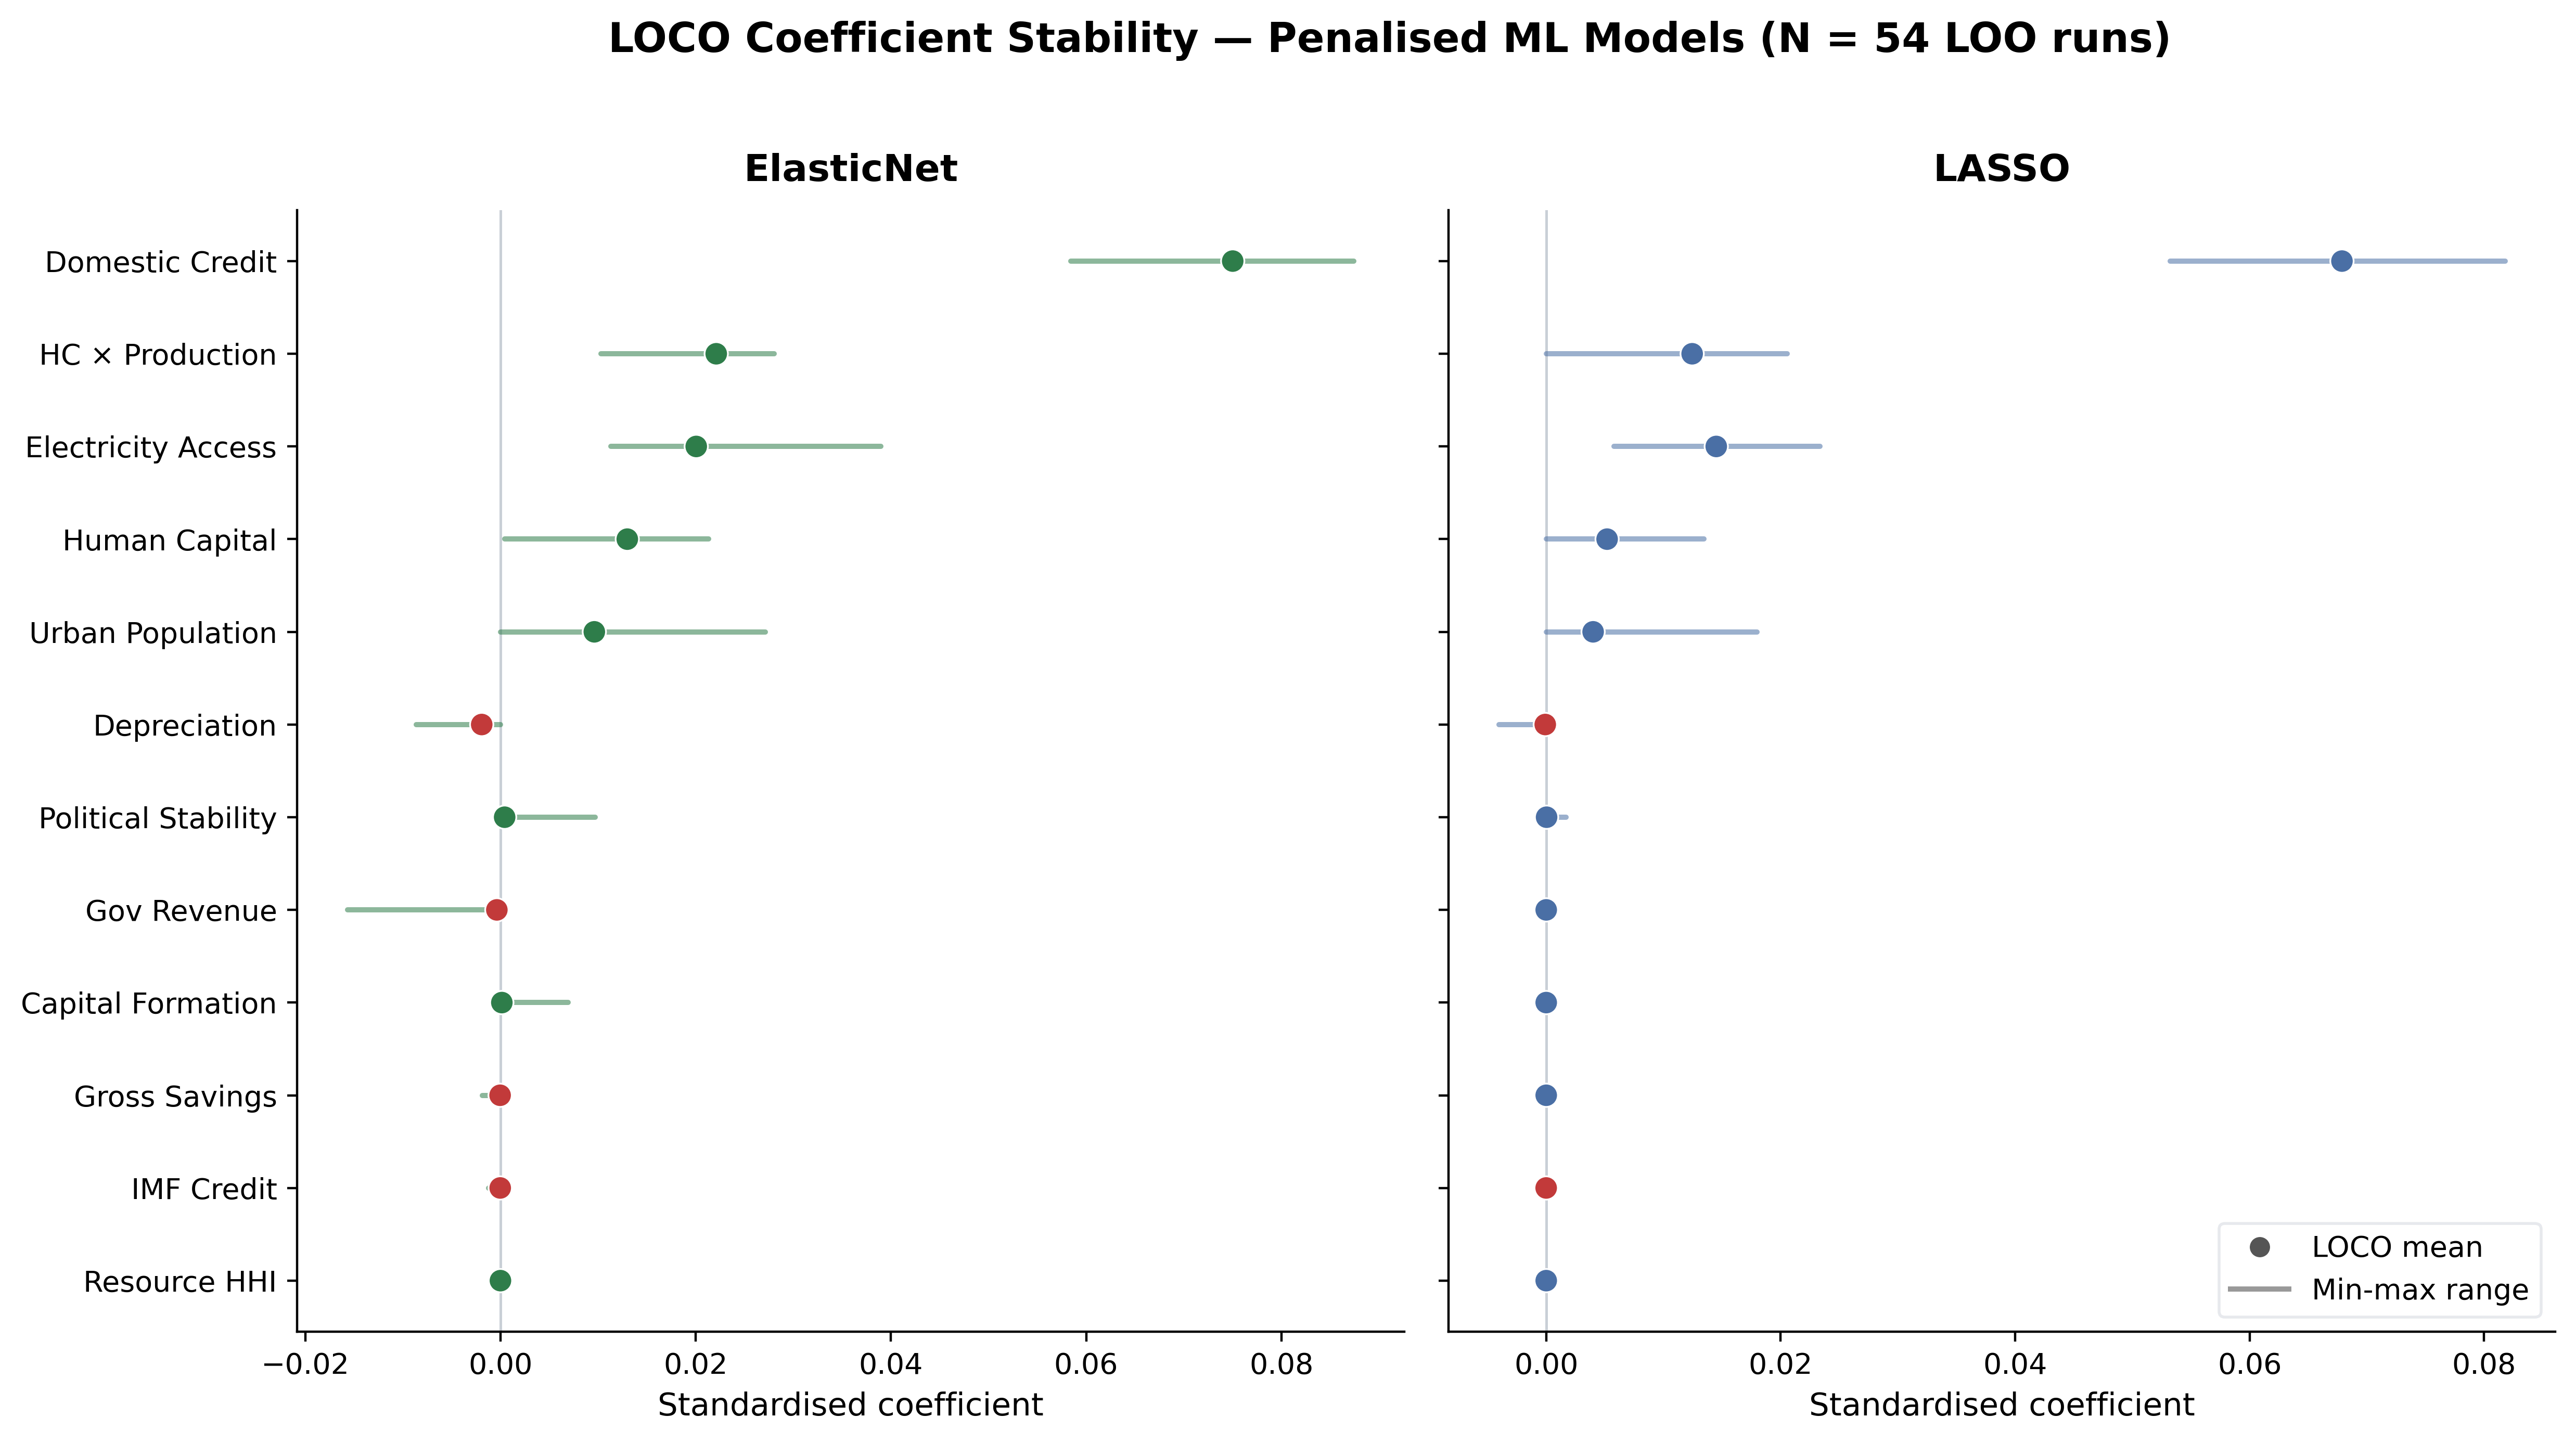 LOCO Coefficient Stability — Penalised ML Models (N = 54 LOO runs)
ElasticNet
LASSO
Domestic Credit
HC × Production
Electricity Access
Human Capital
Urban Population
Depreciation
Political Stability
Gov Revenue
Capital Formation
Gross Savings
IMF Credit
Resource HHI
−0.02 0.00 0.02 0.04 0.06 0.08
Standardised coefficient
0.00 0.02 0.04 0.06 0.08
Standardised coefficient
LOCO mean
Min-max range